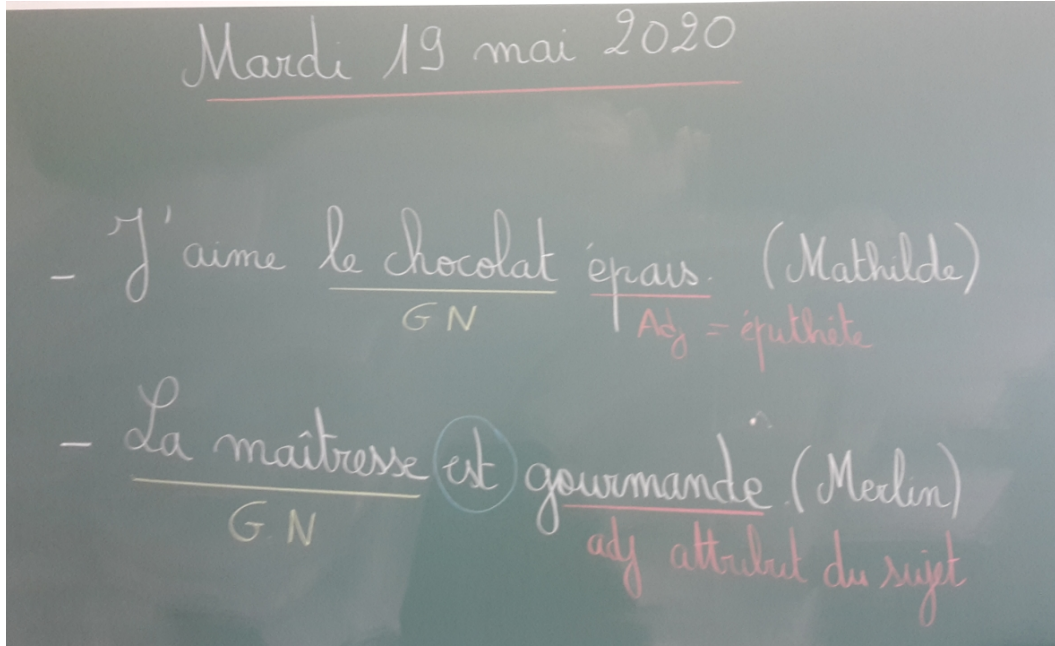 Mardi 19 mai 2020
- J'aime le chocolat épais. (Mathilde)
GN Adj = épithète
- La maîtresse est gourmande. (Merlin)
G.N adj attribut du sujet